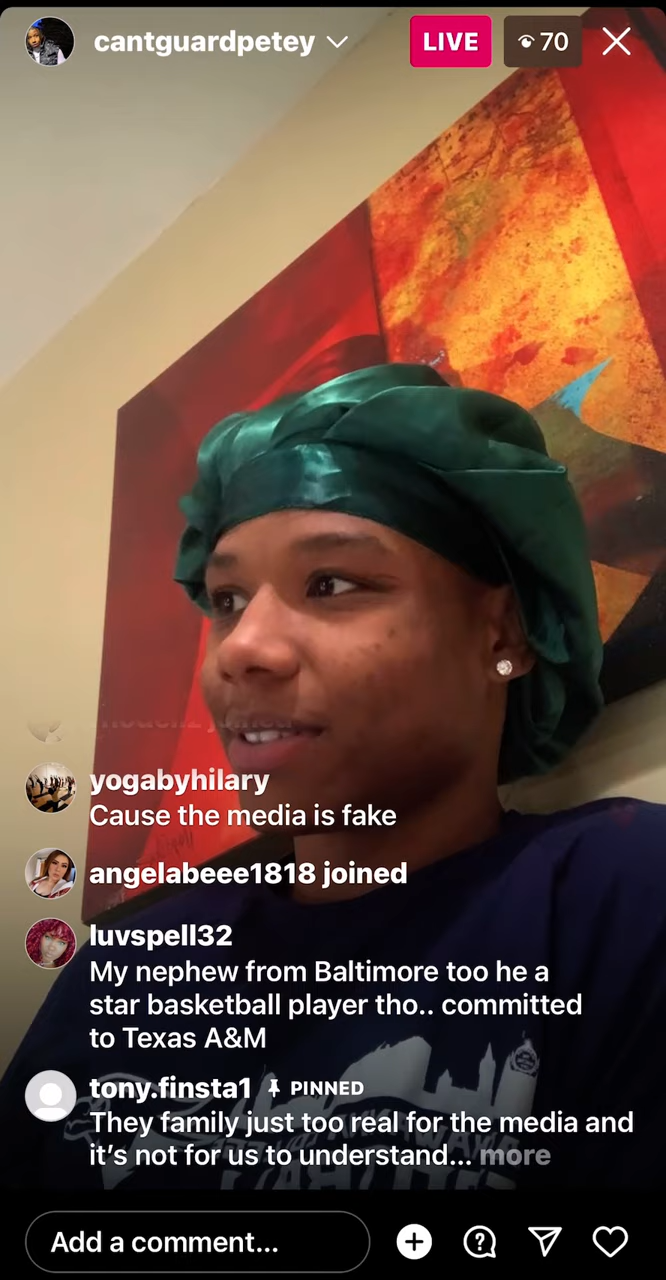 cantguardpetey
LIVE
70
yogabyhilary
Cause the media is fake
angelabeee1818 joined
luvspell32
My nephew from Baltimore too he a
star basketball player tho.. committed
to Texas A&M
tony.finsta1 PINNED
They family just too real for the media and
it's not for us to understand... more
Add a comment...